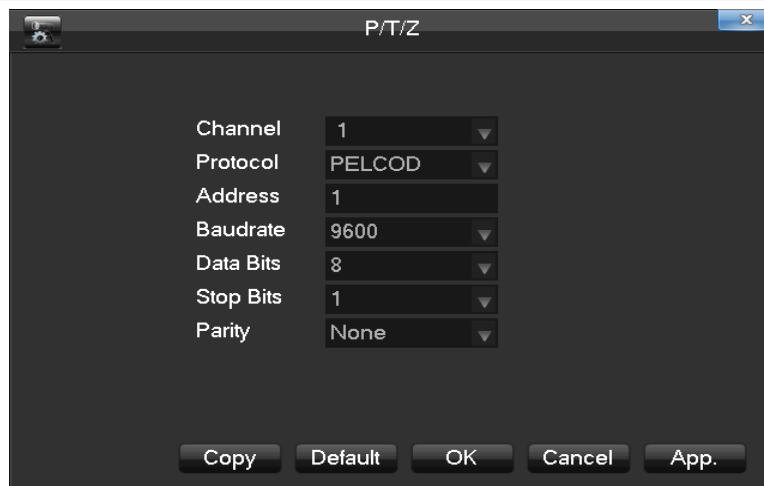 P/T/Z
x
Channel 1
Protocol PELCOD
Address 1
Baudrate 9600
Data Bits 8
Stop Bits 1
Parity None
Copy Default OK Cancel App.